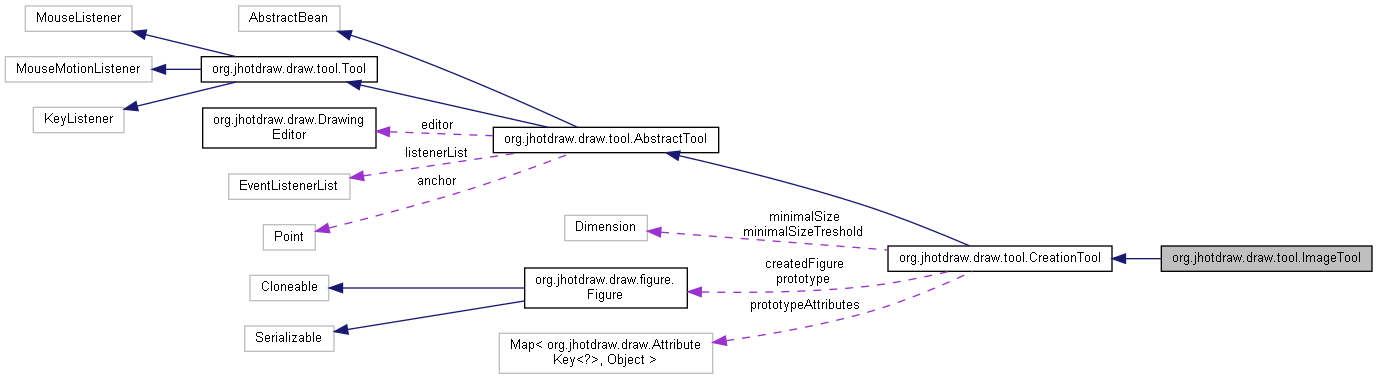 MouseListener
AbstractBean
MouseMotionListener
org.jhotdraw.draw.tool.Tool
KeyListener
org.jhotdraw.draw.Drawing
Editor
editor
org.jhotdraw.draw.tool.AbstractTool
listenerList
EventListenerList
anchor
Point
Dimension
minimalSize
minimalSizeTreshold
org.jhotdraw.draw.tool.CreationTool
org.jhotdraw.draw.tool.ImageTool
Cloneable
org.jhotdraw.draw.figure.
Figure
createdFigure
prototype
prototypeAttributes
Serializable
Map< org.jhotdraw.draw.Attribute
Key<?>, Object >